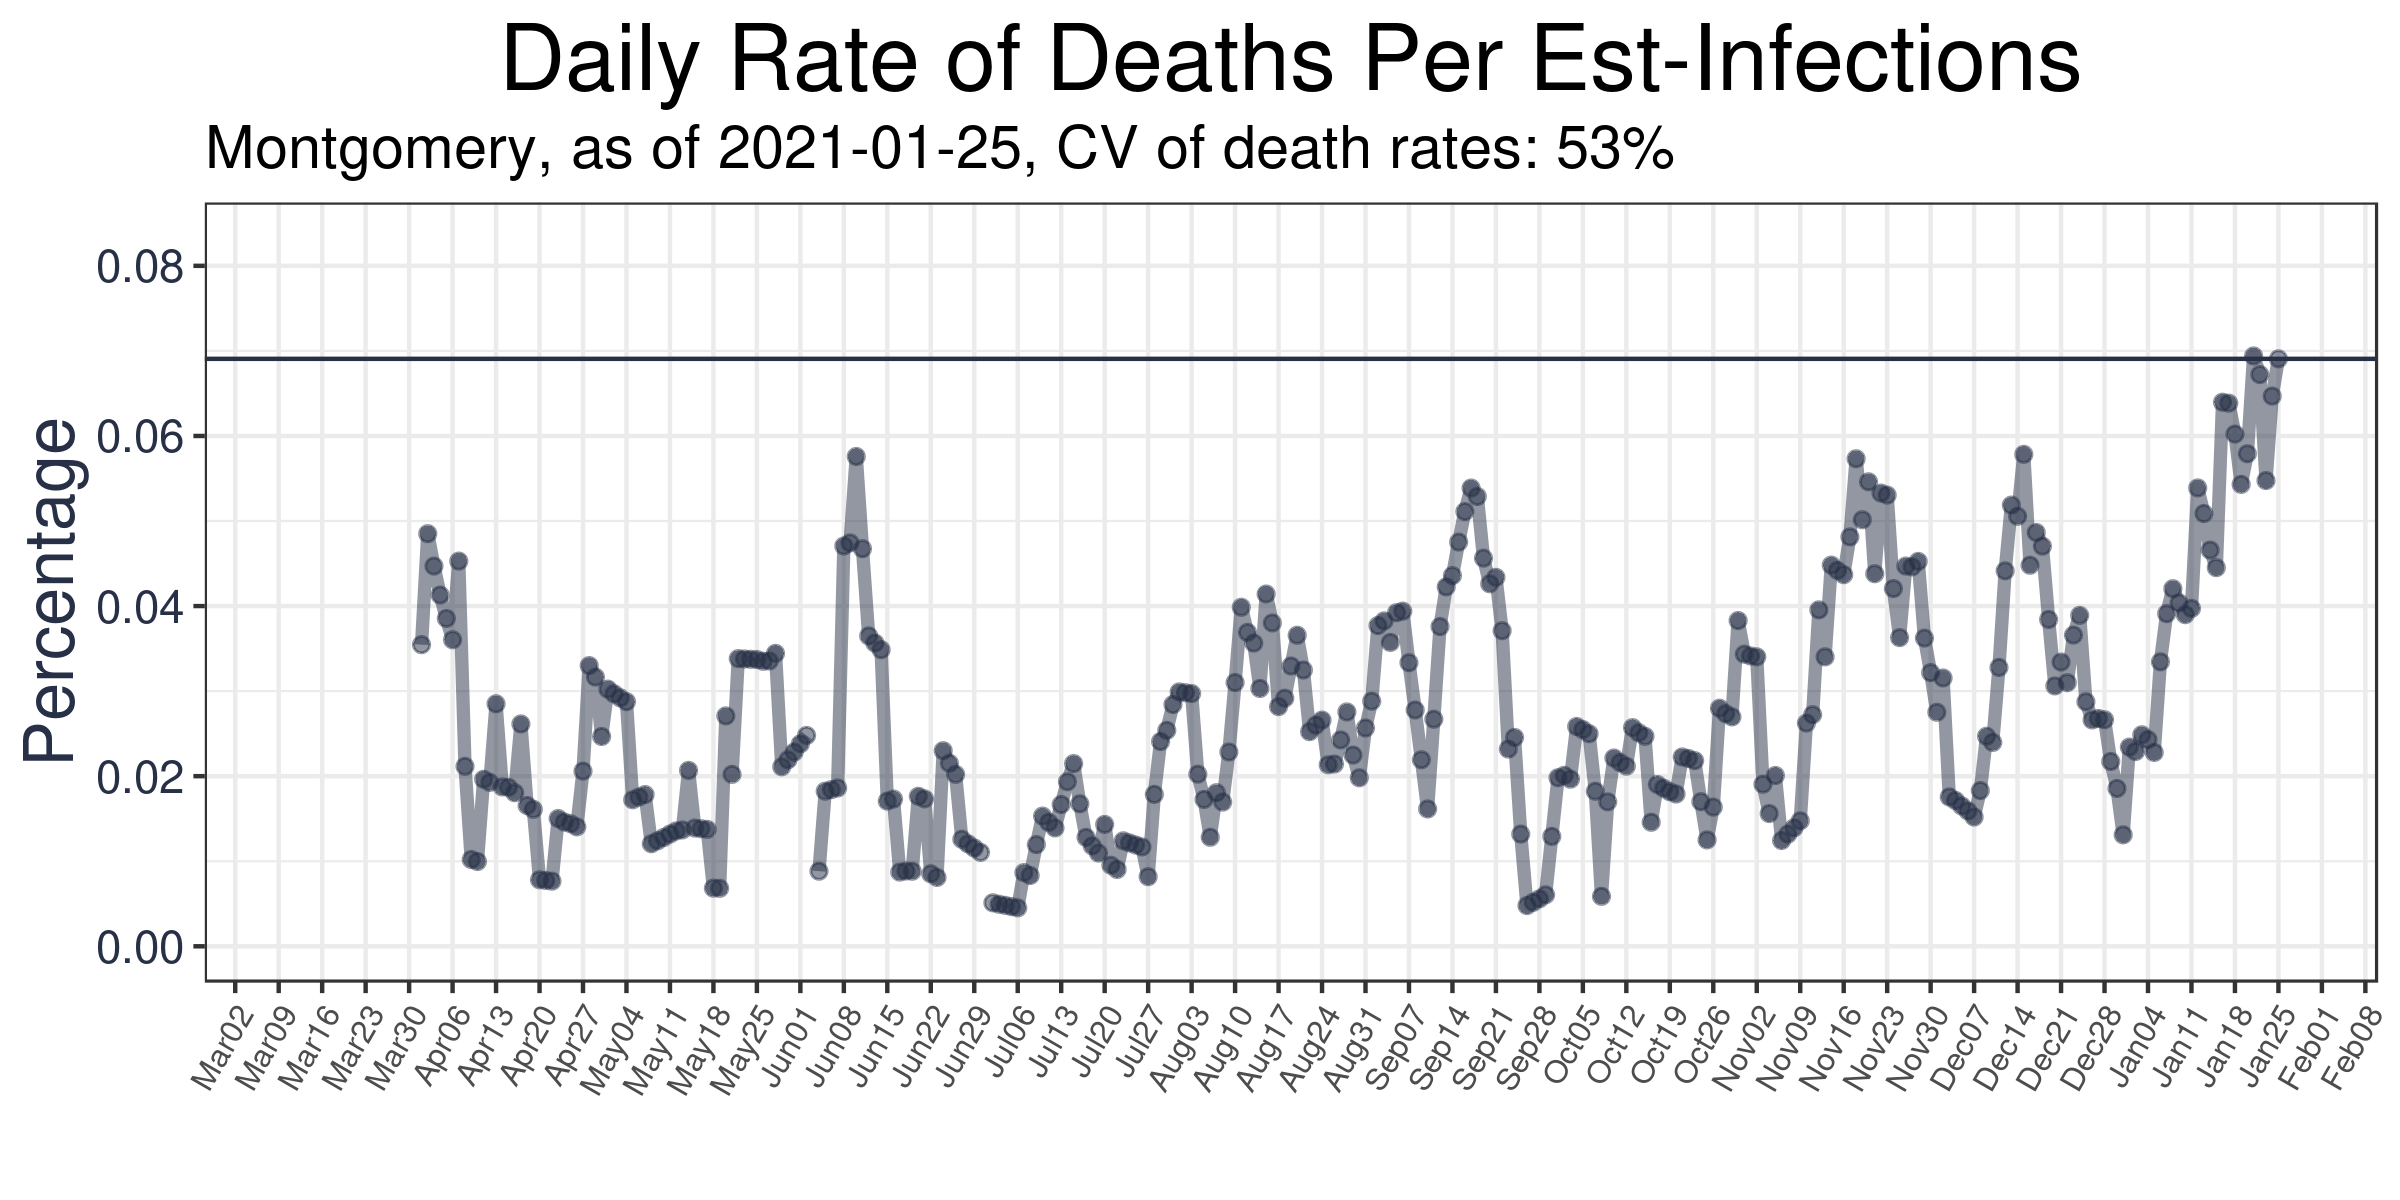 Daily Rate of Deaths Per Est-Infections
Montgomery, as of 2021-01-25, CV of death rates: 53%
Percentage
0.08
0.06
0.04
0.02
0.00
Mar02 Mar09 Mar16 Mar23 Mar30 Apr06 Apr13 Apr20 Apr27 May04 May11 May18 May25 Jun01 Jun08 Jun15 Jun22 Jun29 Jul06 Jul13 Jul20 Jul27 Aug03 Aug10 Aug17 Aug24 Aug31 Sep07 Sep14 Sep21 Sep28 Oct05 Oct12 Oct19 Oct26 Nov02 Nov09 Nov16 Nov23 Nov30 Dec07 Dec14 Dec21 Dec28 Jan04 Jan11 Jan18 Jan25 Feb01 Feb08